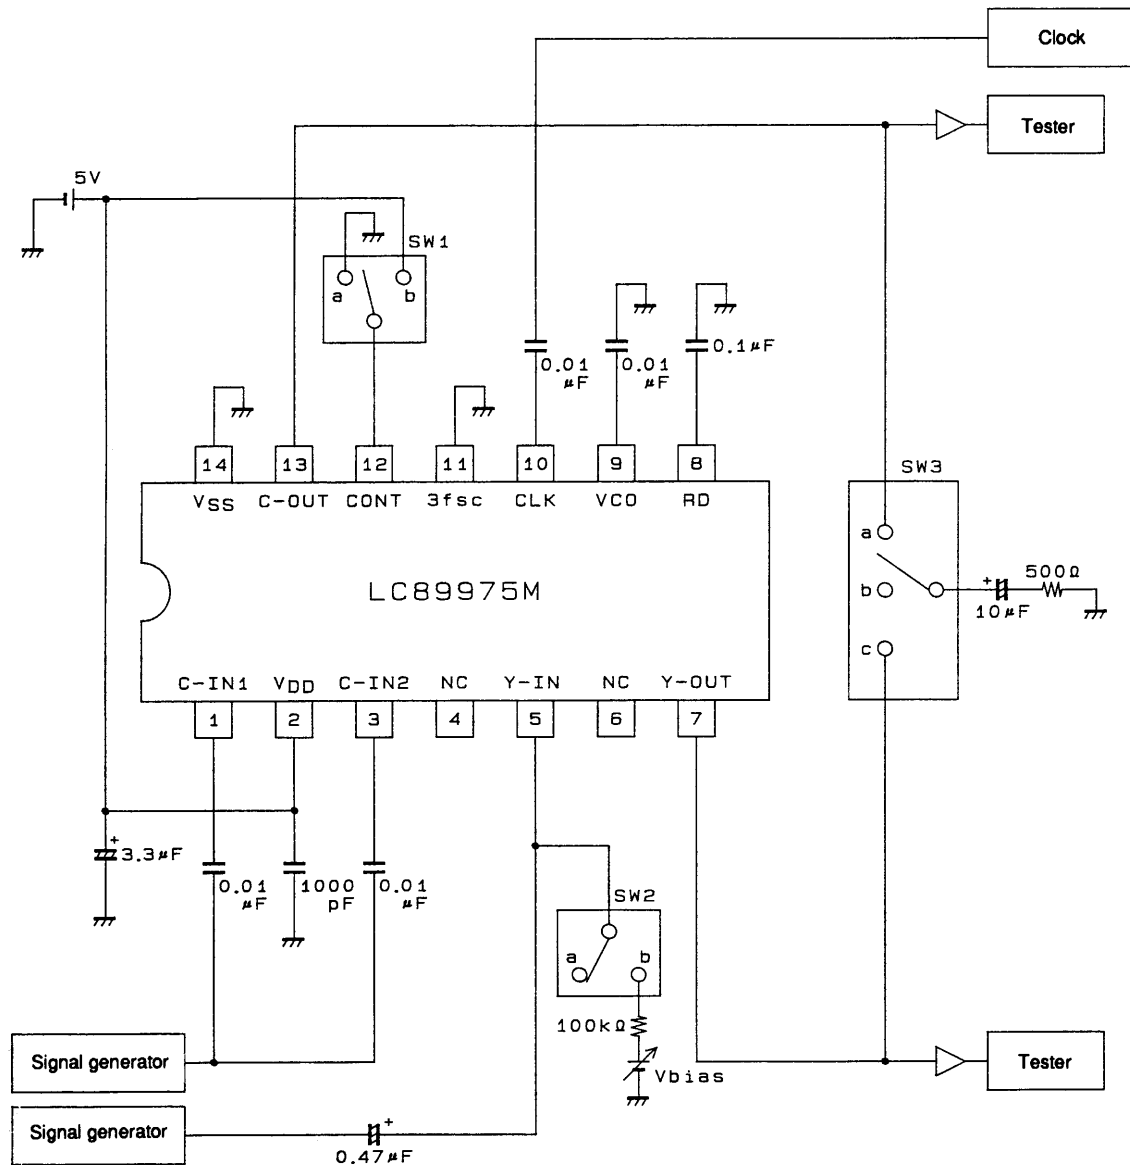 Clock
Tester
5V
SW1
a
b
0.01
μF
0.01
μF
0.1μF
14
13
12
11
10
9
8
VSS
C-OUT
CONT
3fsc
CLK
VCO
RD
SW3
a
b
c
+
10μF
500Ω
LC89975M
C-IN1
VDD
C-IN2
NC
Y-IN
NC
Y-OUT
1
2
3
4
5
6
7
+
3.3μF
0.01
μF
1000
pF
0.01
μF
SW2
a
b
100kΩ
Vbias
Signal generator
Tester
Signal generator
+
0.47μF